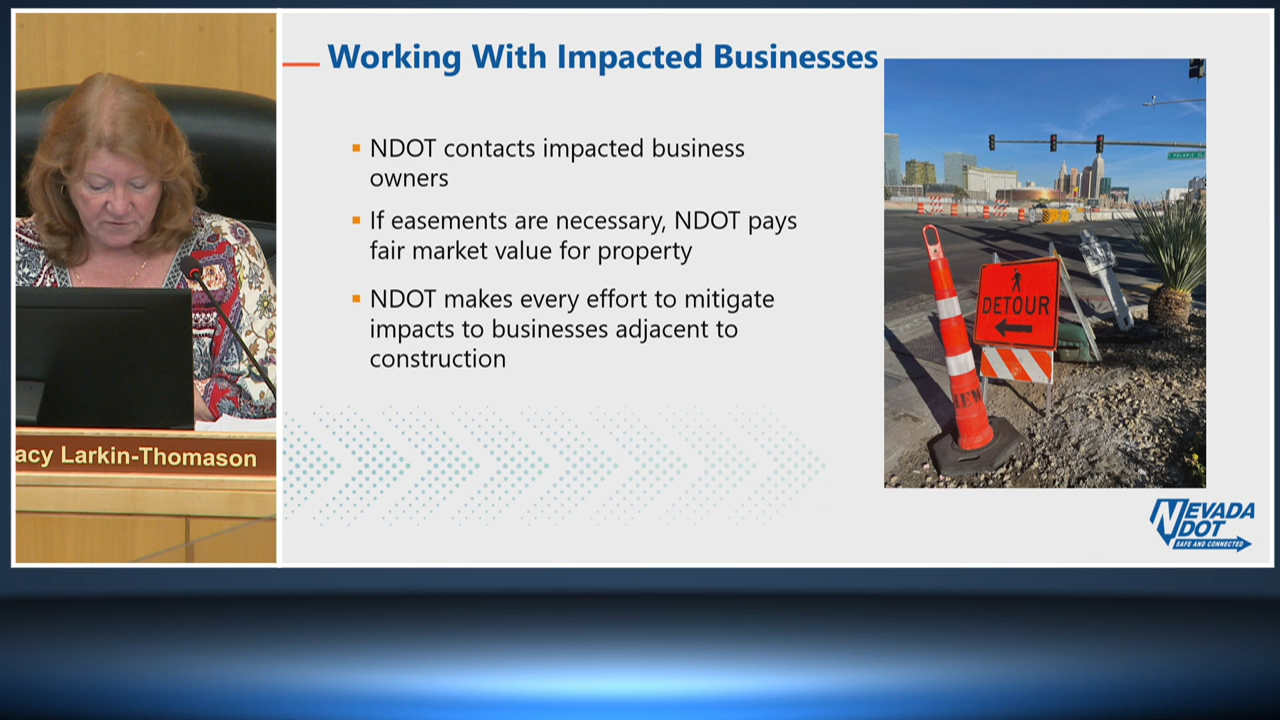 Working With Impacted Businesses
NDOT contacts impacted business
owners
If easements are necessary, NDOT pays
fair market value for property
NDOT makes every effort to mitigate
impacts to businesses adjacent to
construction
DETOUR
POLARIS
acy Larkin-Thomason
NEVADA
DOT
SAFE AND CONNECTED